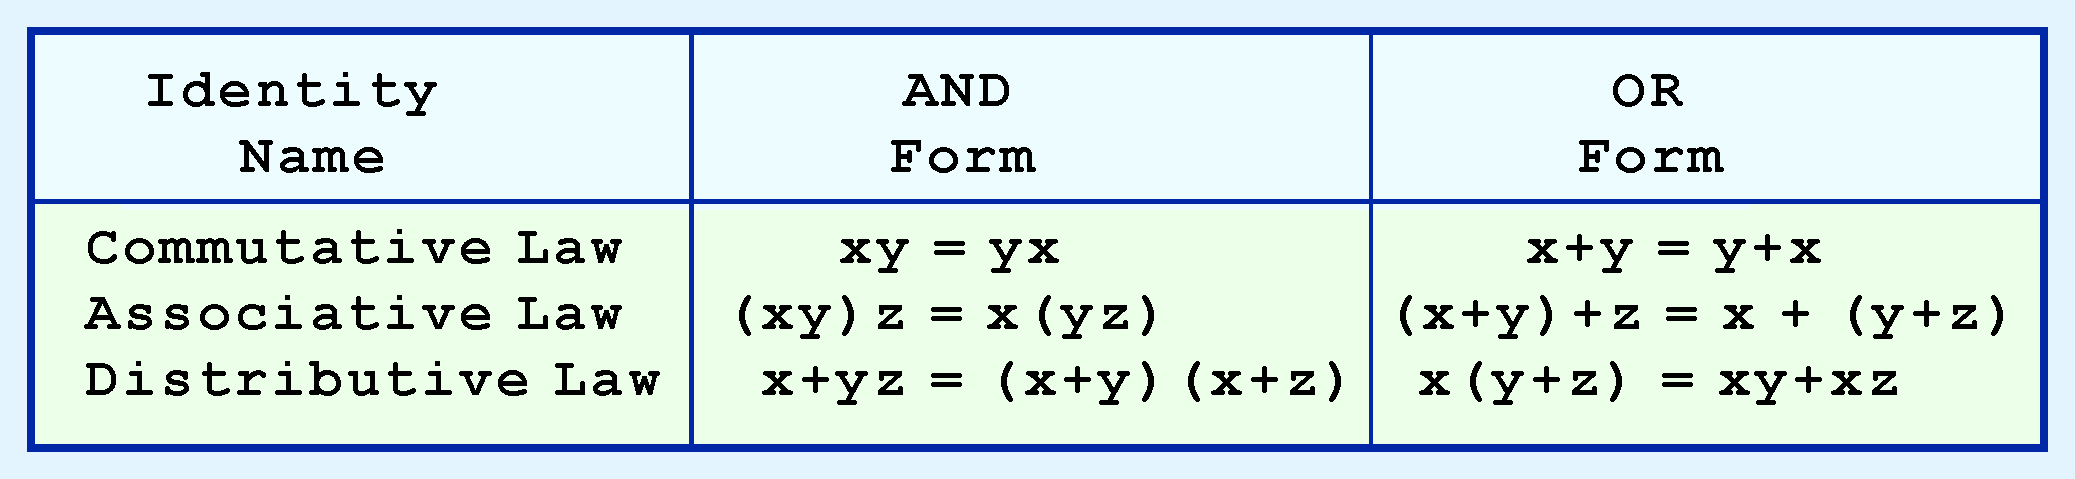 Identity Name AND Form OR Form
Commutative Law xy = yx x+y = y+x
Associative Law (xy)z = x(yz) (x+y)+z = x + (y+z)
Distributive Law x+yz = (x+y)(x+z) x(y+z) = xy+xz